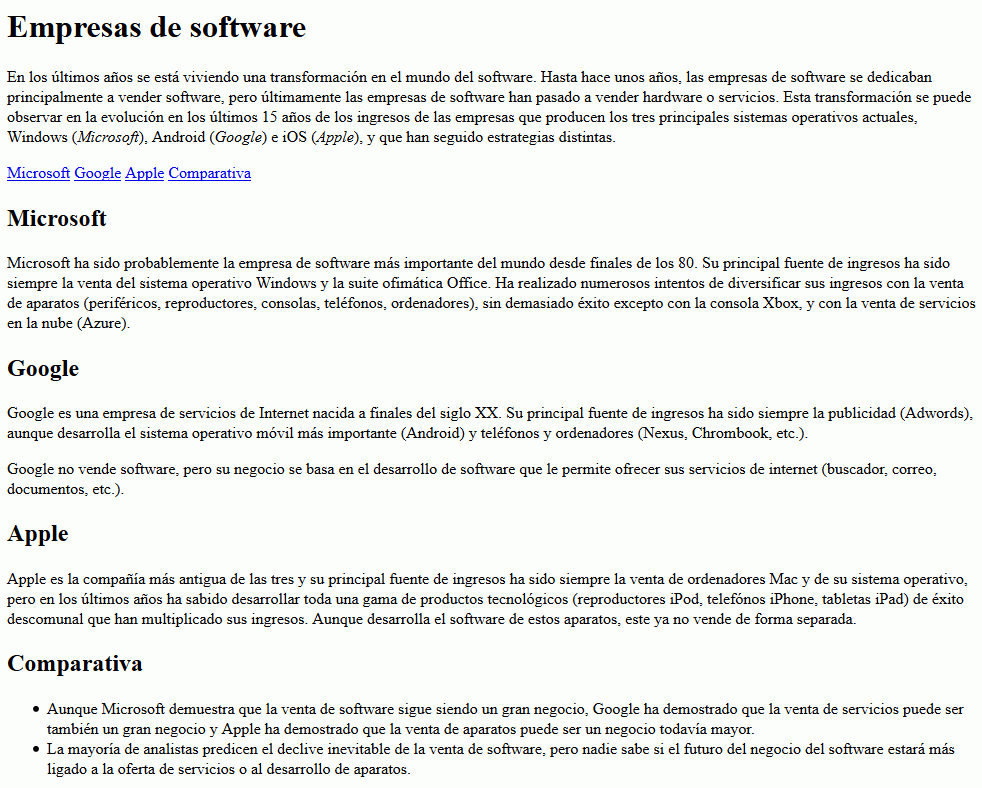 Empresas de software
En los últimos años se está viviendo una transformación en el mundo del software. Hasta hace unos años, las empresas de software se dedicaban
principalmente a vender software, pero últimamente las empresas de software han pasado a vender hardware o servicios. Esta transformación se puede
observar en la evolución en los últimos 15 años de los ingresos de las empresas que producen los tres principales sistemas operativos actuales,
Windows (Microsoft), Android (Google) e iOS (Apple), y que han seguido estrategias distintas.
Microsoft Google Apple Comparativa
Microsoft
Microsoft ha sido probablemente la empresa de software más importante del mundo desde finales de los 80. Su principal fuente de ingresos ha sido
siempre la venta del sistema operativo Windows y la suite ofimática Office. Ha realizado numerosos intentos de diversificar sus ingresos con la venta
de aparatos (periféricos, reproductores, consolas, teléfonos, ordenadores), sin demasiado éxito excepto con la consola Xbox, y con la venta de servicios
en la nube (Azure).
Google
Google es una empresa de servicios de Internet nacida a finales del siglo XX. Su principal fuente de ingresos ha sido siempre la publicidad (Adwords),
aunque desarrolla el sistema operativo móvil más importante (Android) y teléfonos y ordenadores (Nexus, Chrombook, etc.).
Google no vende software, pero su negocio se basa en el desarrollo de software que le permite ofrecer sus servicios de internet (buscador, correo,
documentos, etc.).
Apple
Apple es la compañía más antigua de las tres y su principal fuente de ingresos ha sido siempre la venta de ordenadores Mac y de su sistema operativo,
pero en los últimos años ha sabido desarrollar toda una gama de productos tecnológicos (reproductores iPod, telefónos iPhone, tabletas iPad) de éxito
descomunal que han multiplicado sus ingresos. Aunque desarrolla el software de estos aparatos, este ya no vende de forma separada.
Comparativa
• Aunque Microsoft demuestra que la venta de software sigue siendo un gran negocio, Google ha demostrado que la venta de servicios puede ser
también un gran negocio y Apple ha demostrado que la venta de aparatos puede ser un negocio todavía mayor.
• La mayoría de analistas predicen el declive inevitable de la venta de software, pero nadie sabe si el futuro del negocio del software estará más
ligado a la oferta de servicios o al desarrollo de aparatos.